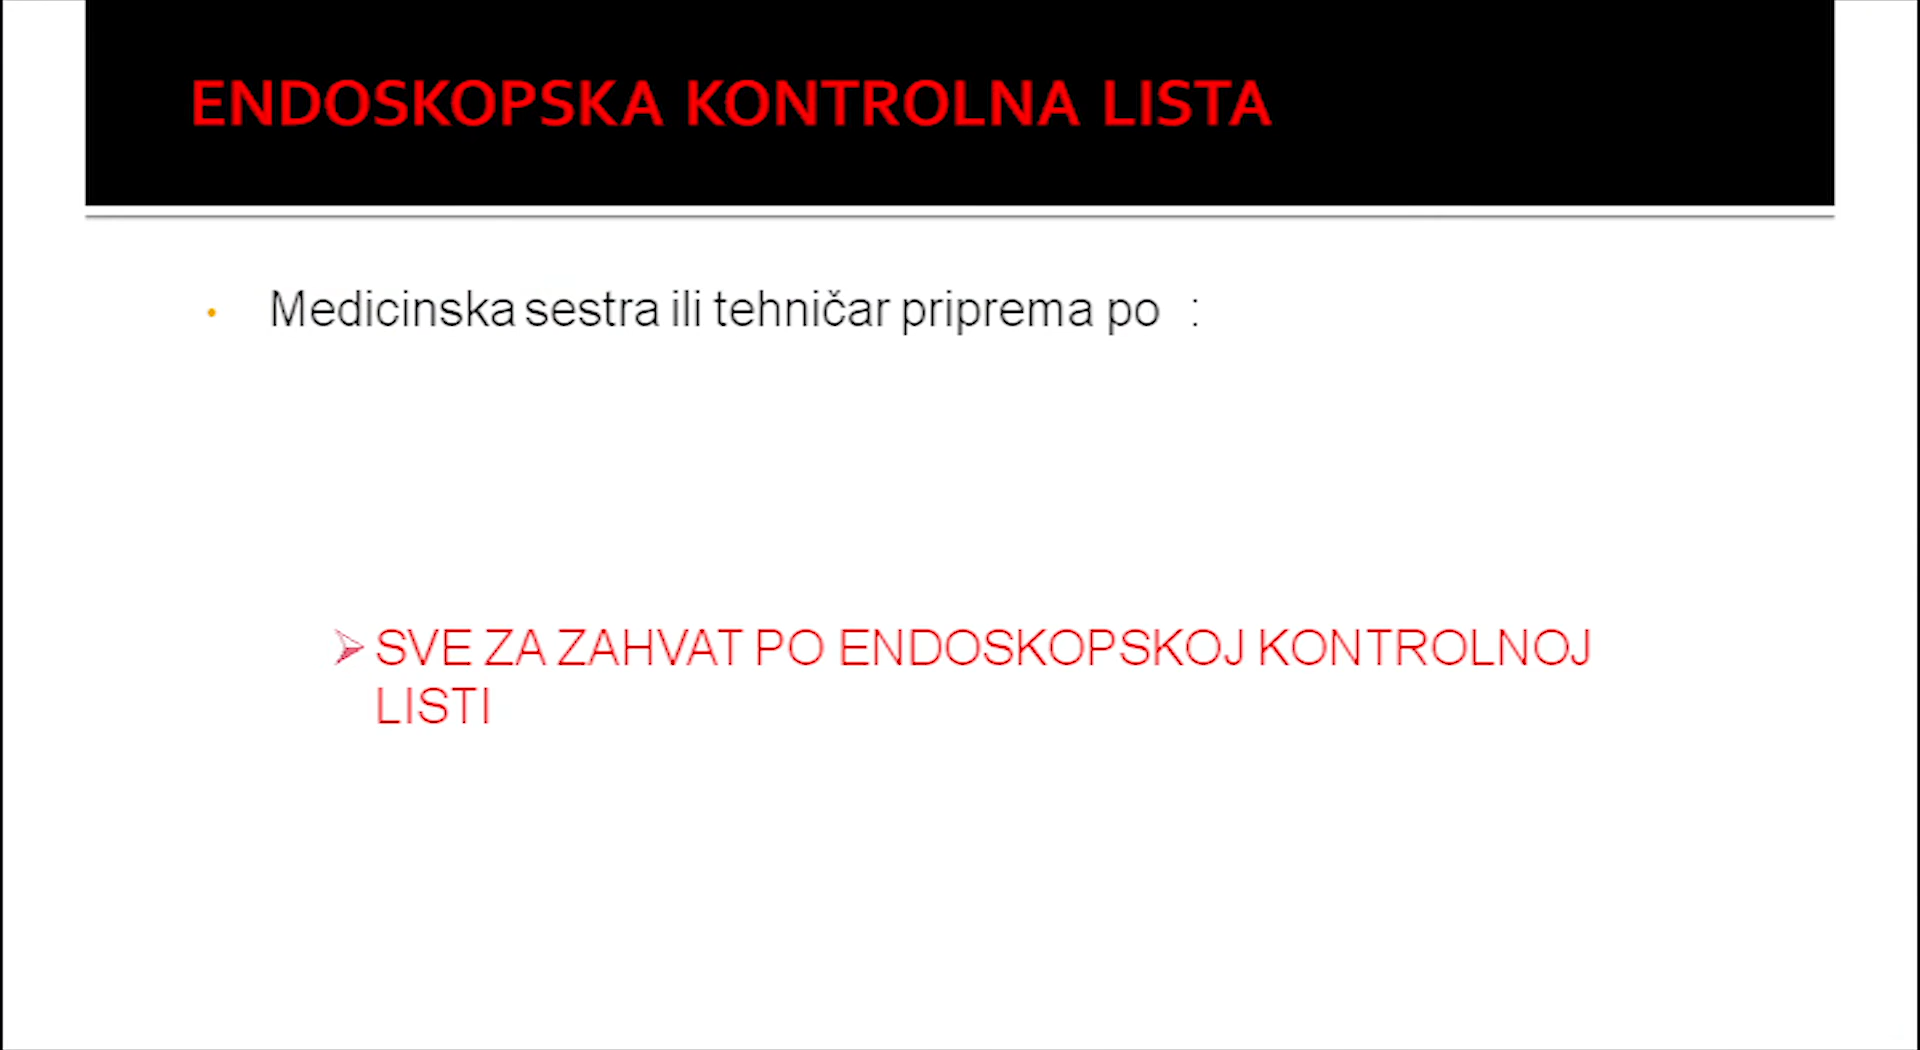 ENDOSKOPSKA KONTROLNA LISTA
• Medicinska sestra ili tehničar priprema po :
➢ SVE ZA ZAHVAT PO ENDOSKOPSKOJ KONTROLNOJ
LISTI